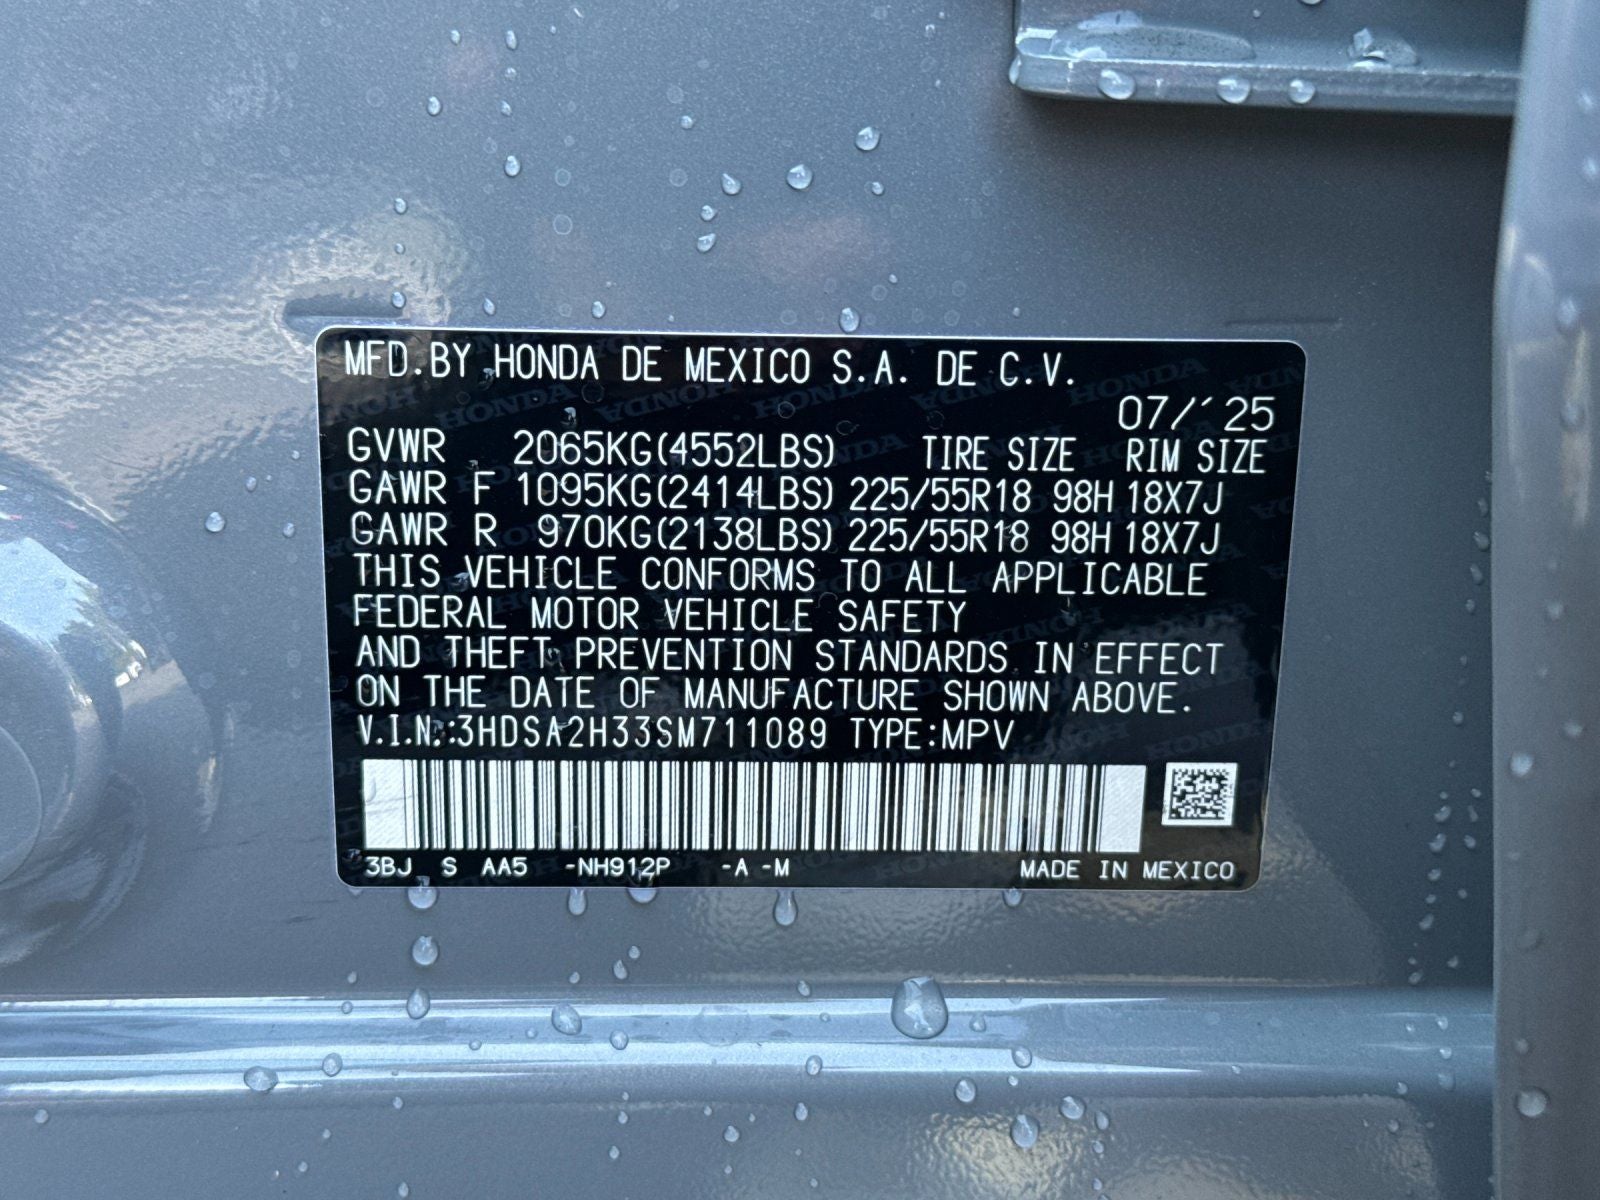 MFD.BY HONDA DE MEXICO S.A. DE C.V.
07/´25
GVWR 2065KG(4552LBS) TIRE SIZE RIM SIZE
GAWR F 1095KG(2414LBS) 225/55R18 98H 18X7J
GAWR R 970KG(2138LBS) 225/55R18 98H 18X7J
THIS VEHICLE CONFORMS TO ALL APPLICABLE
FEDERAL MOTOR VEHICLE SAFETY
AND THEFT PREVENTION STANDARDS IN EFFECT
ON THE DATE OF MANUFACTURE SHOWN ABOVE.
V.I.N.:3HDSA2H33SM711089 TYPE:MPV
3BJ S AA5 -NH912P -A -M MADE IN MEXICO